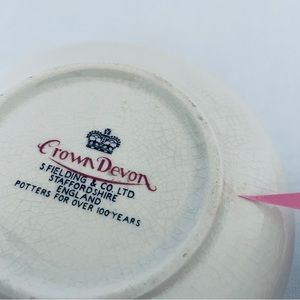 Crown Devon
S. FIELDING & CO. LTD.
STAFFORDSHIRE
ENGLAND
POTTERS FOR OVER 100 YEARS